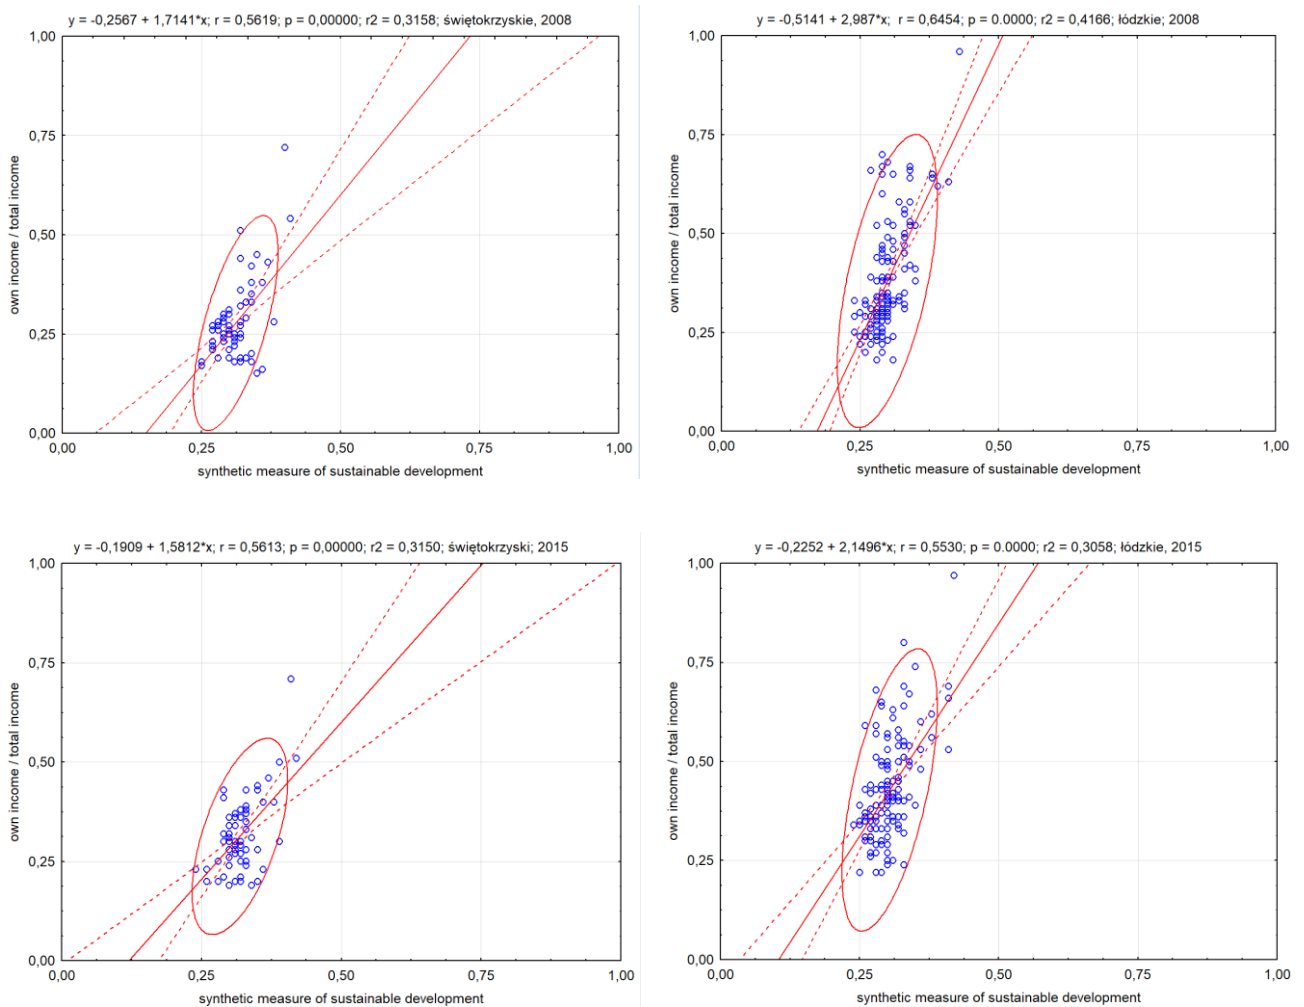 y = -0,2567 + 1,7141*x; r = 0,5619; p = 0,00000; r2 = 0,3158; świętokrzyskie, 2008
1,00
0,75
0,50
0,25
0,00
own income / total income
0,00 0,25 0,50 0,75 1,00
synthetic measure of sustainable development
y = -0,5141 + 2,987*x; r = 0,6454; p = 0.0000; r2 = 0,4166; łódzkie, 2008
1,00
0,75
0,50
0,25
0,00
own income / total income
0,00 0,25 0,50 0,75 1,00
synthetic measure of sustainable development
y = -0,1909 + 1,5812*x; r = 0,5613; p = 0,00000; r2 = 0,3150; świętokrzyski; 2015
1,00
0,75
0,50
0,25
0,00
own income / total income
0,00 0,25 0,50 0,75 1,00
synthetic measure of sustainable development
y = -0,2252 + 2,1496*x; r = 0,5530; p = 0.0000; r2 = 0,3058; łódzkie, 2015
1,00
0,75
0,50
0,25
0,00
own income / total income
0,00 0,25 0,50 0,75 1,00
synthetic measure of sustainable development